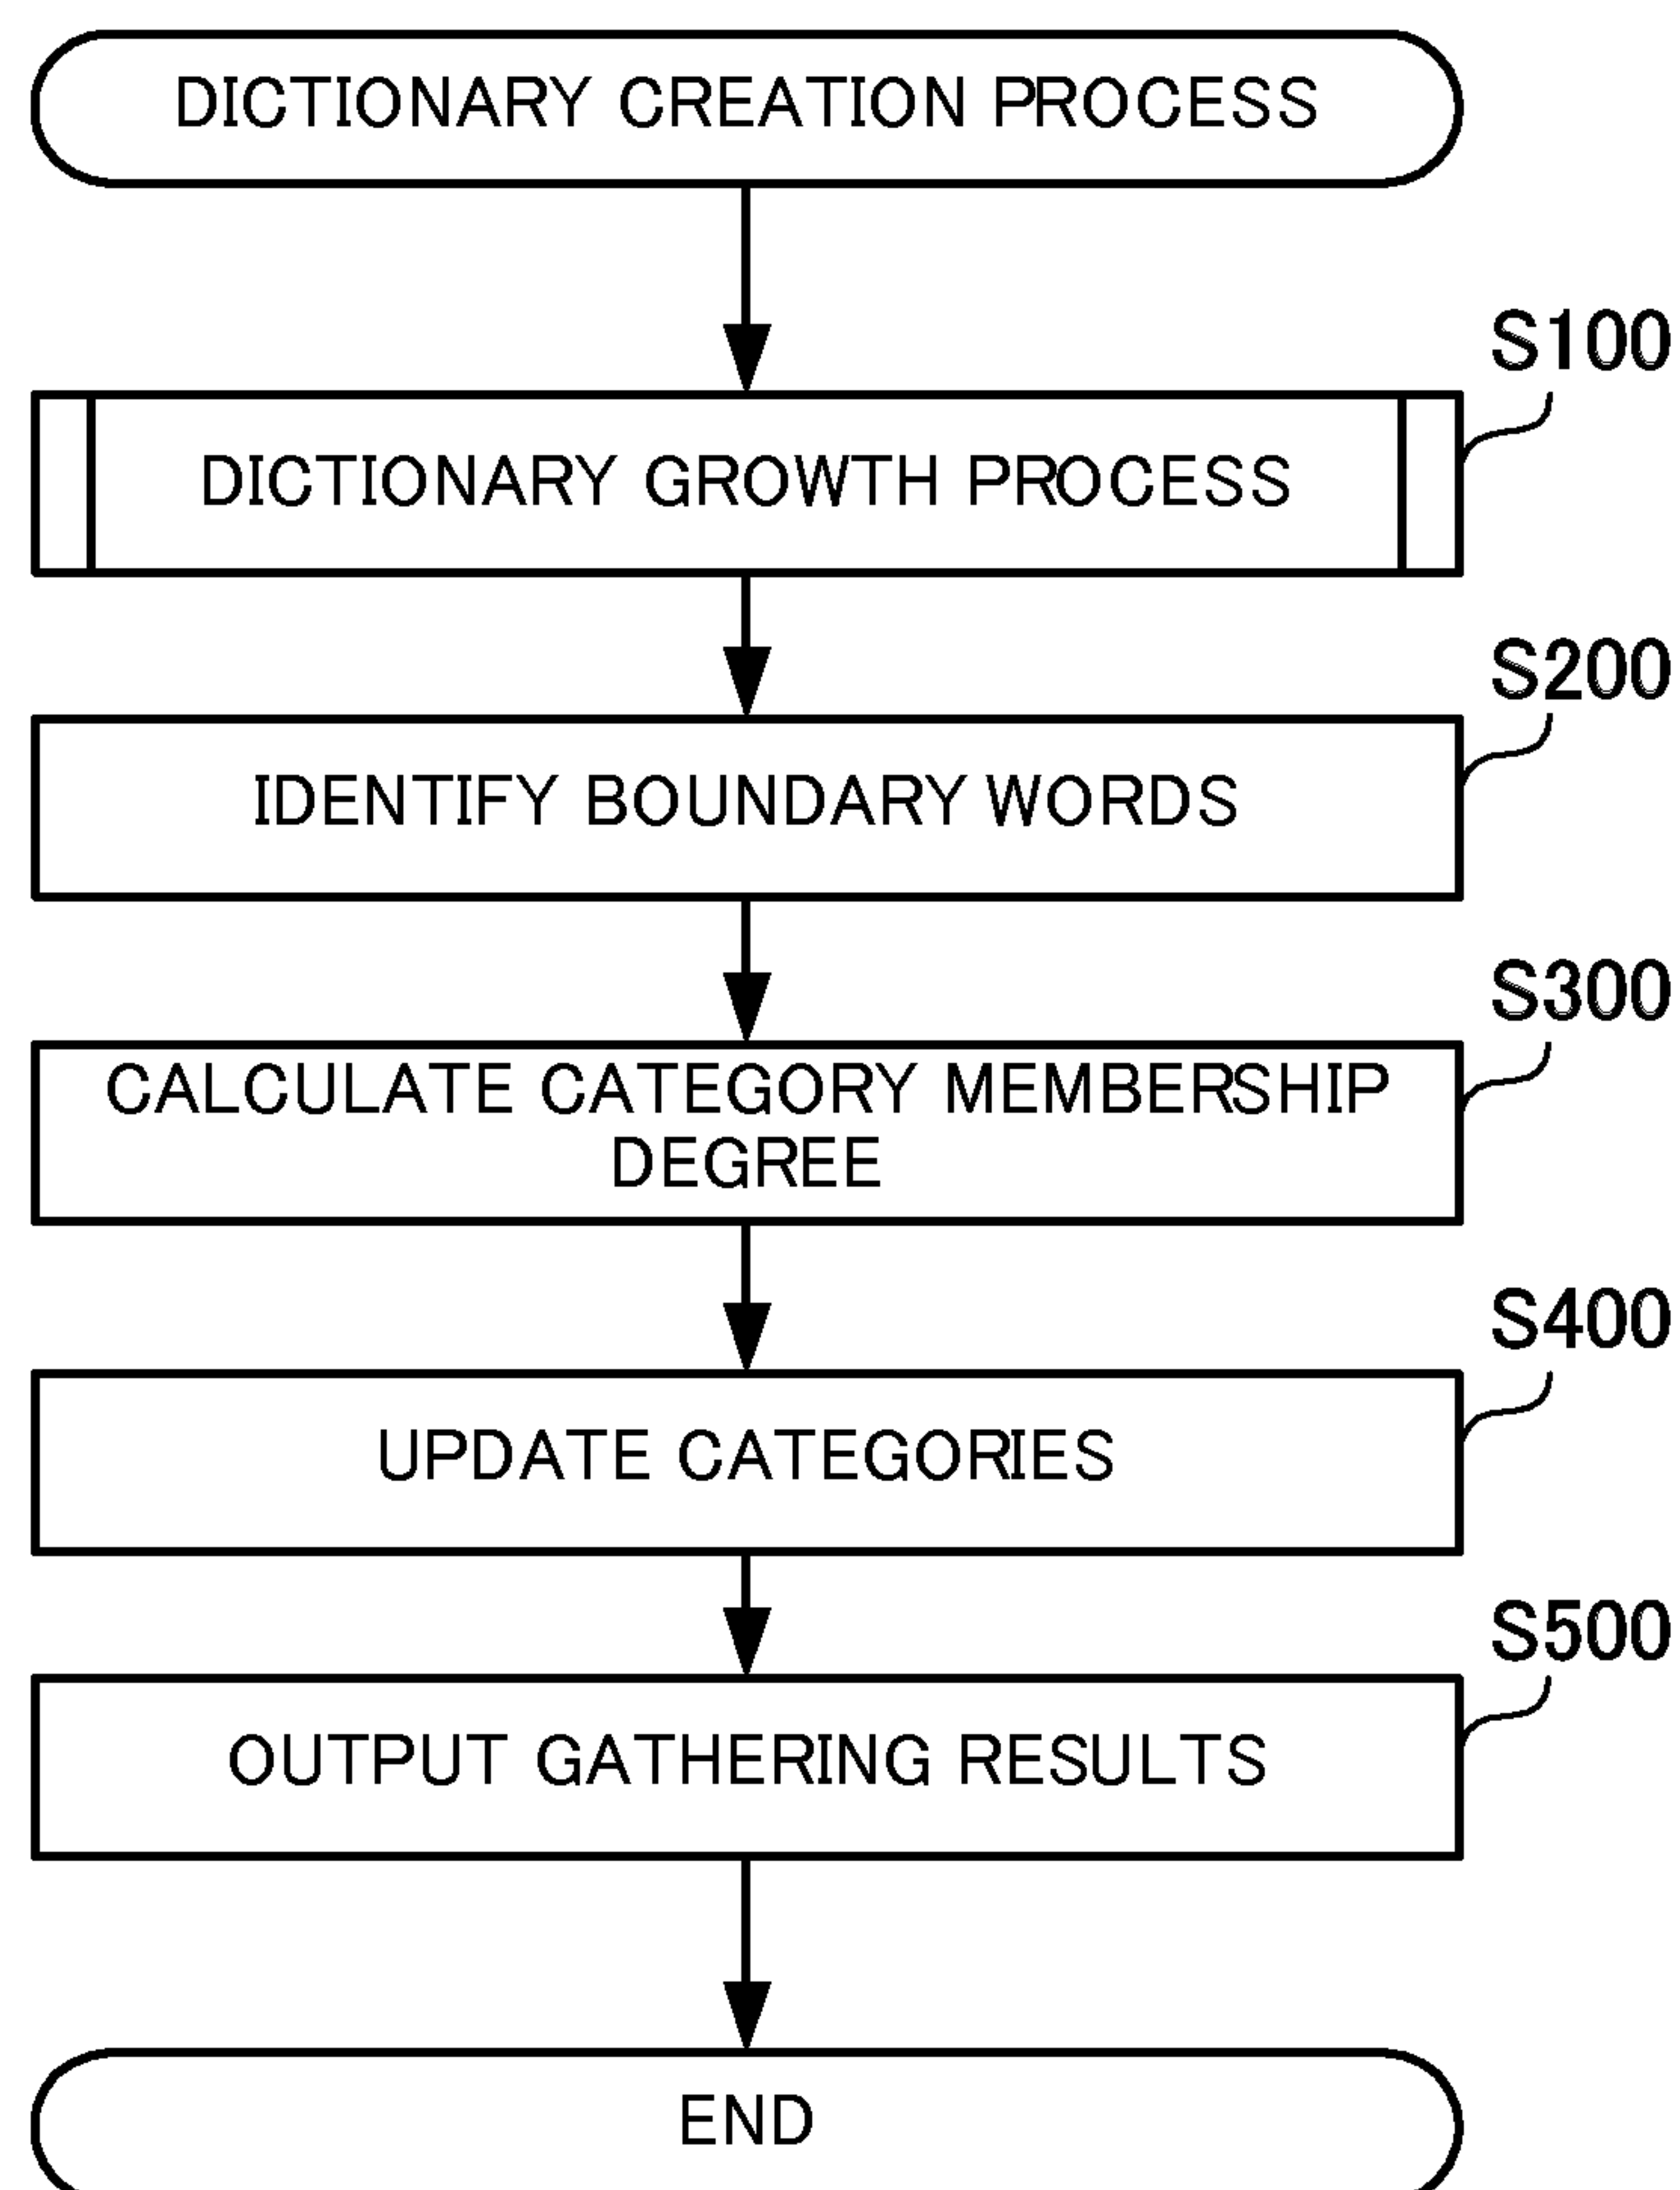 DICTIONARY CREATION PROCESS
S100
DICTIONARY GROWTH PROCESS
S200
IDENTIFY BOUNDARY WORDS
S300
CALCULATE CATEGORY MEMBERSHIP
DEGREE
S400
UPDATE CATEGORIES
S500
OUTPUT GATHERING RESULTS
END